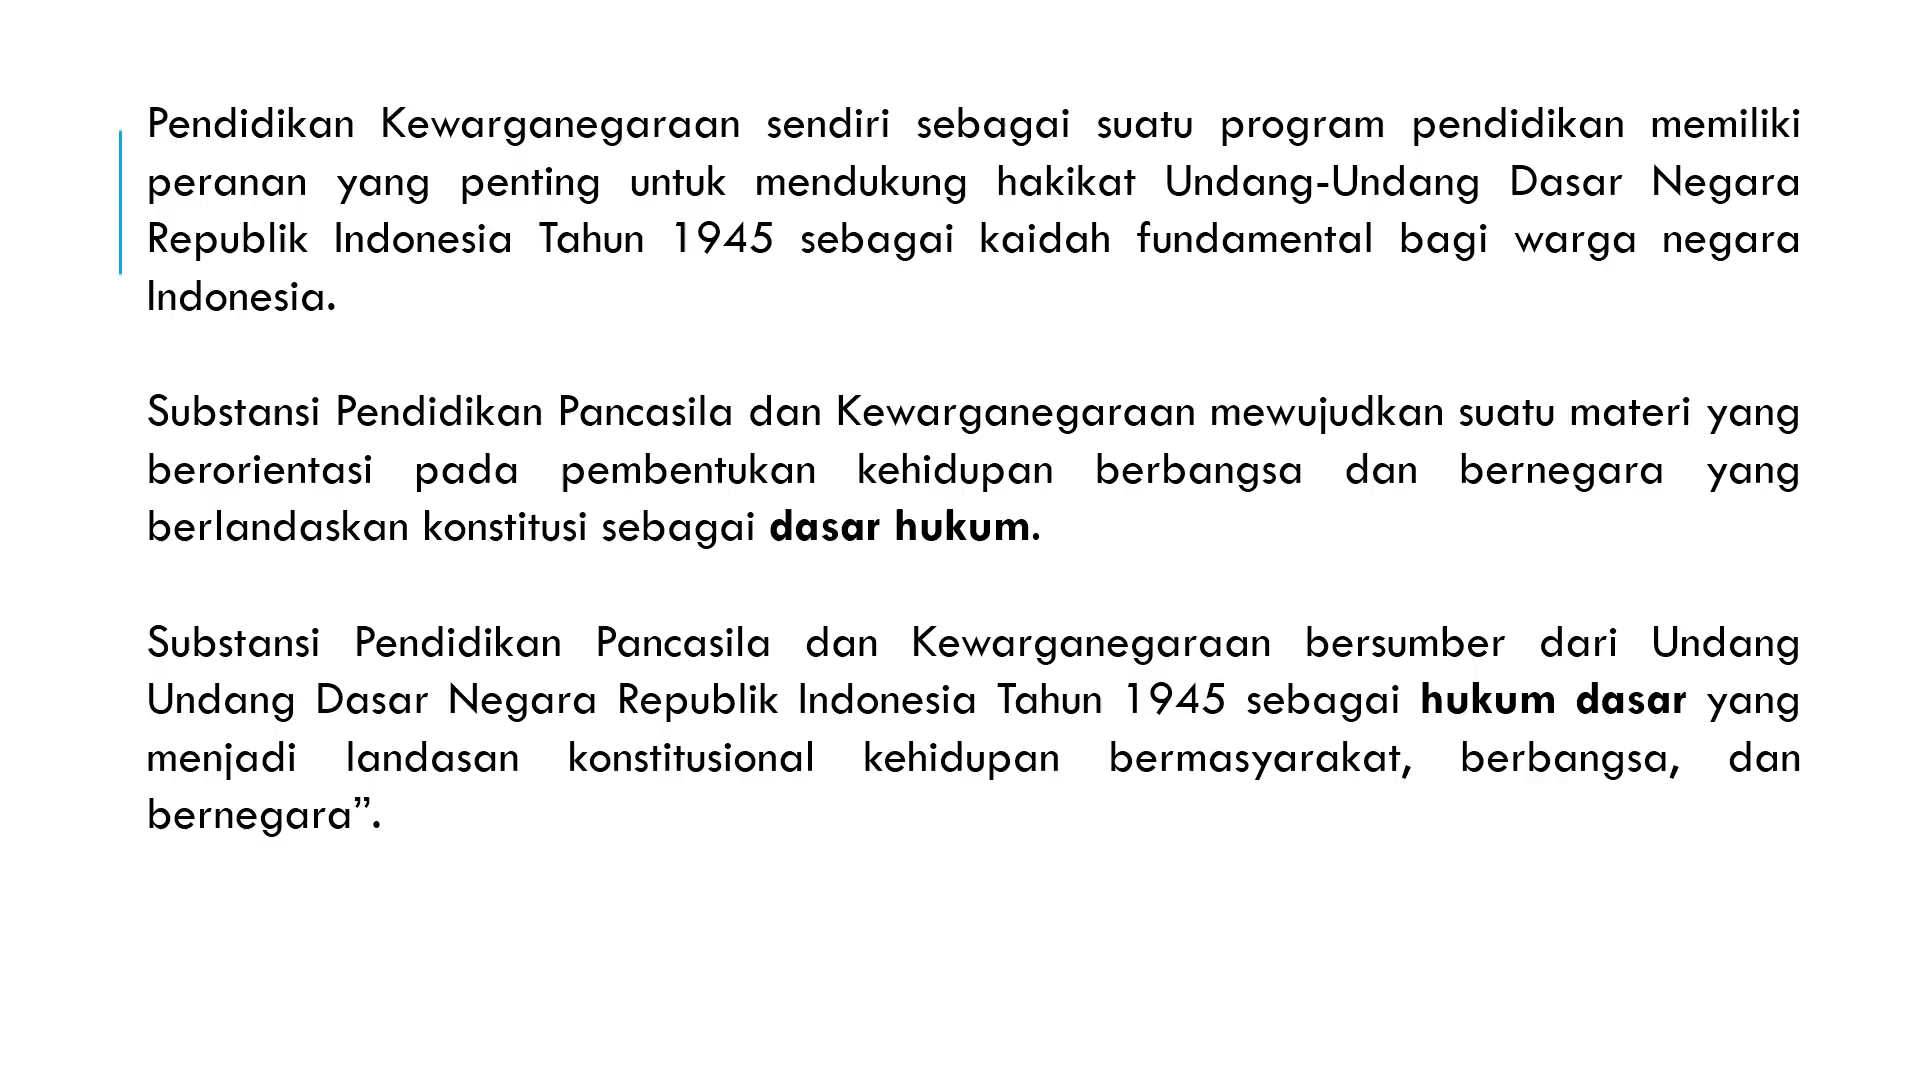 Pendidikan Kewarganegaraan sendiri sebagai suatu program pendidikan memiliki
peranan yang penting untuk mendukung hakikat Undang-Undang Dasar Negara
Republik Indonesia Tahun 1945 sebagai kaidah fundamental bagi warga negara
Indonesia.
Substansi Pendidikan Pancasila dan Kewarganegaraan mewujudkan suatu materi yang
berorientasi pada pembentukan kehidupan berbangsa dan bernegara yang
berlandaskan konstitusi sebagai dasar hukum.
Substansi Pendidikan Pancasila dan Kewarganegaraan bersumber dari Undang
Undang Dasar Negara Republik Indonesia Tahun 1945 sebagai hukum dasar yang
menjadi landasan konstitusional kehidupan bermasyarakat, berbangsa, dan
bernegara”.